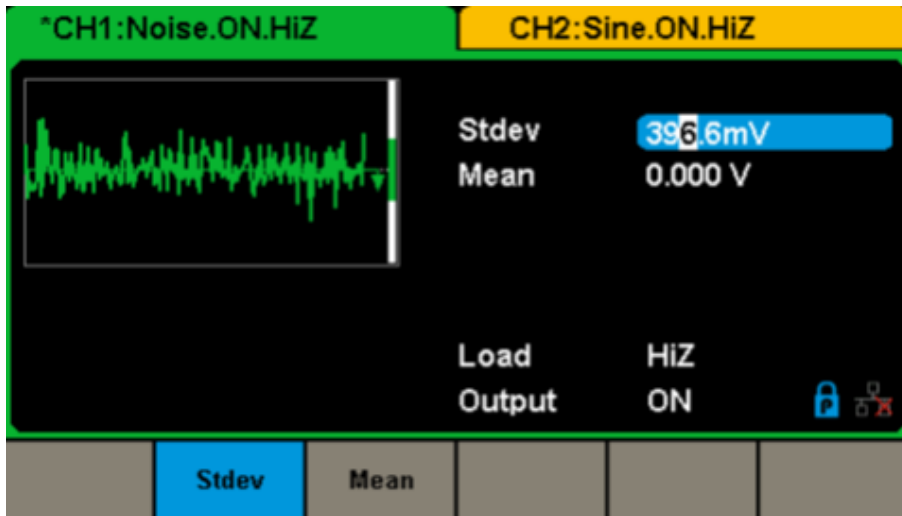 *CH1:Noise.ON.HiZ CH2:Sine.ON.HiZ
Stdev 396.6mV
Mean 0.000 V
Load HiZ
Output ON P
Stdev Mean